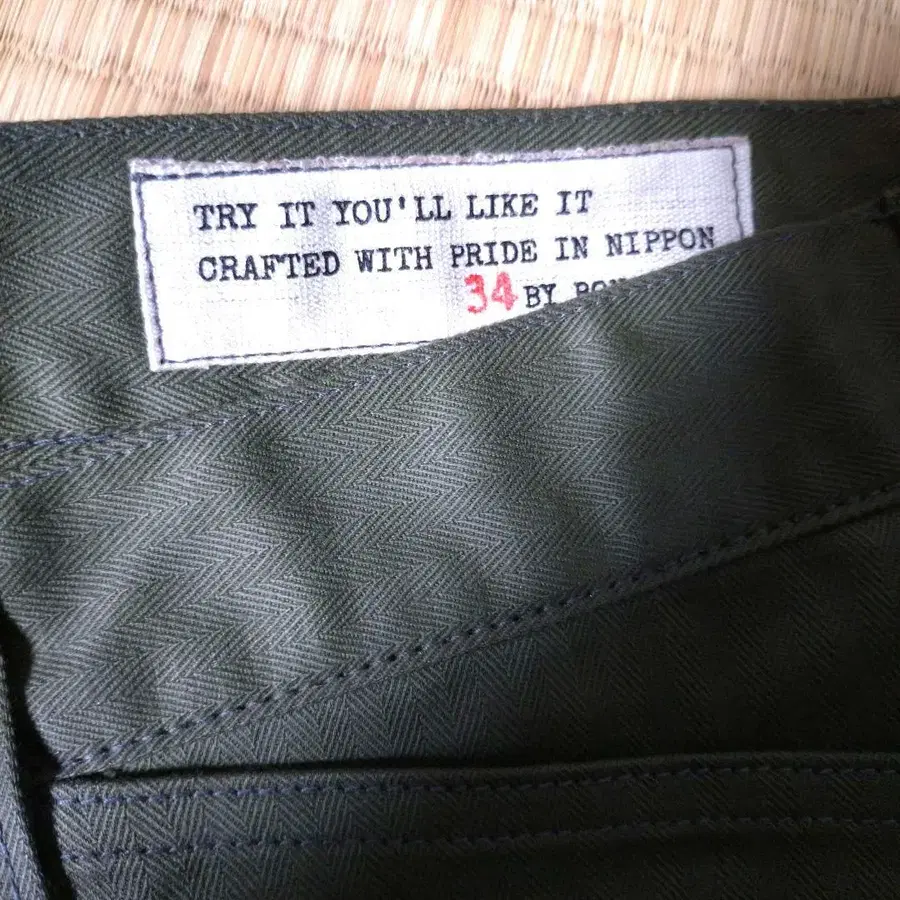 TRY IT YOU'LL LIKE IT
CRAFTED WITH PRIDE IN NIPPON
34 BY